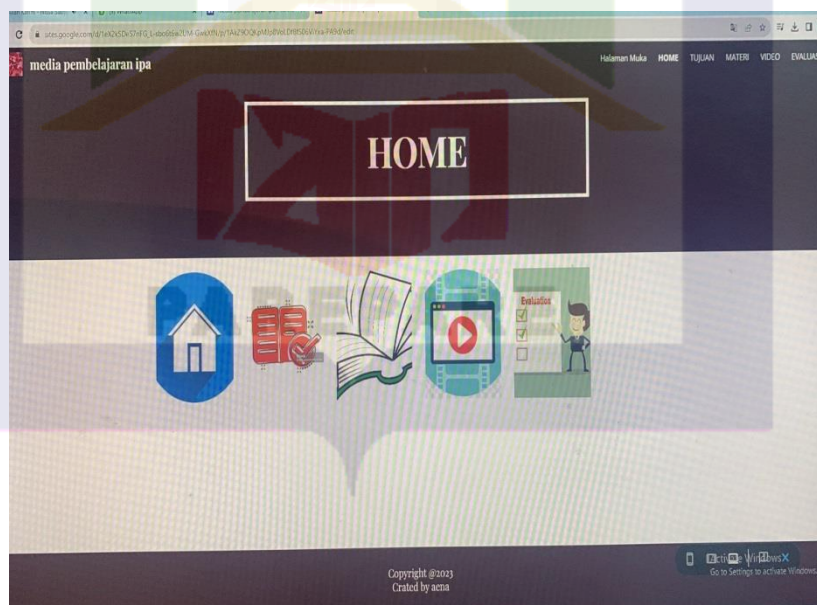 media pembelajaran ipa
Halaman Muka HOME TUJUAN MATERI VIDEO EVALUAS
HOME
Evaluation
PAREPARE
Activate Windows
Go to Settings to activate Windows.
Copyright @2023
Crated by aena